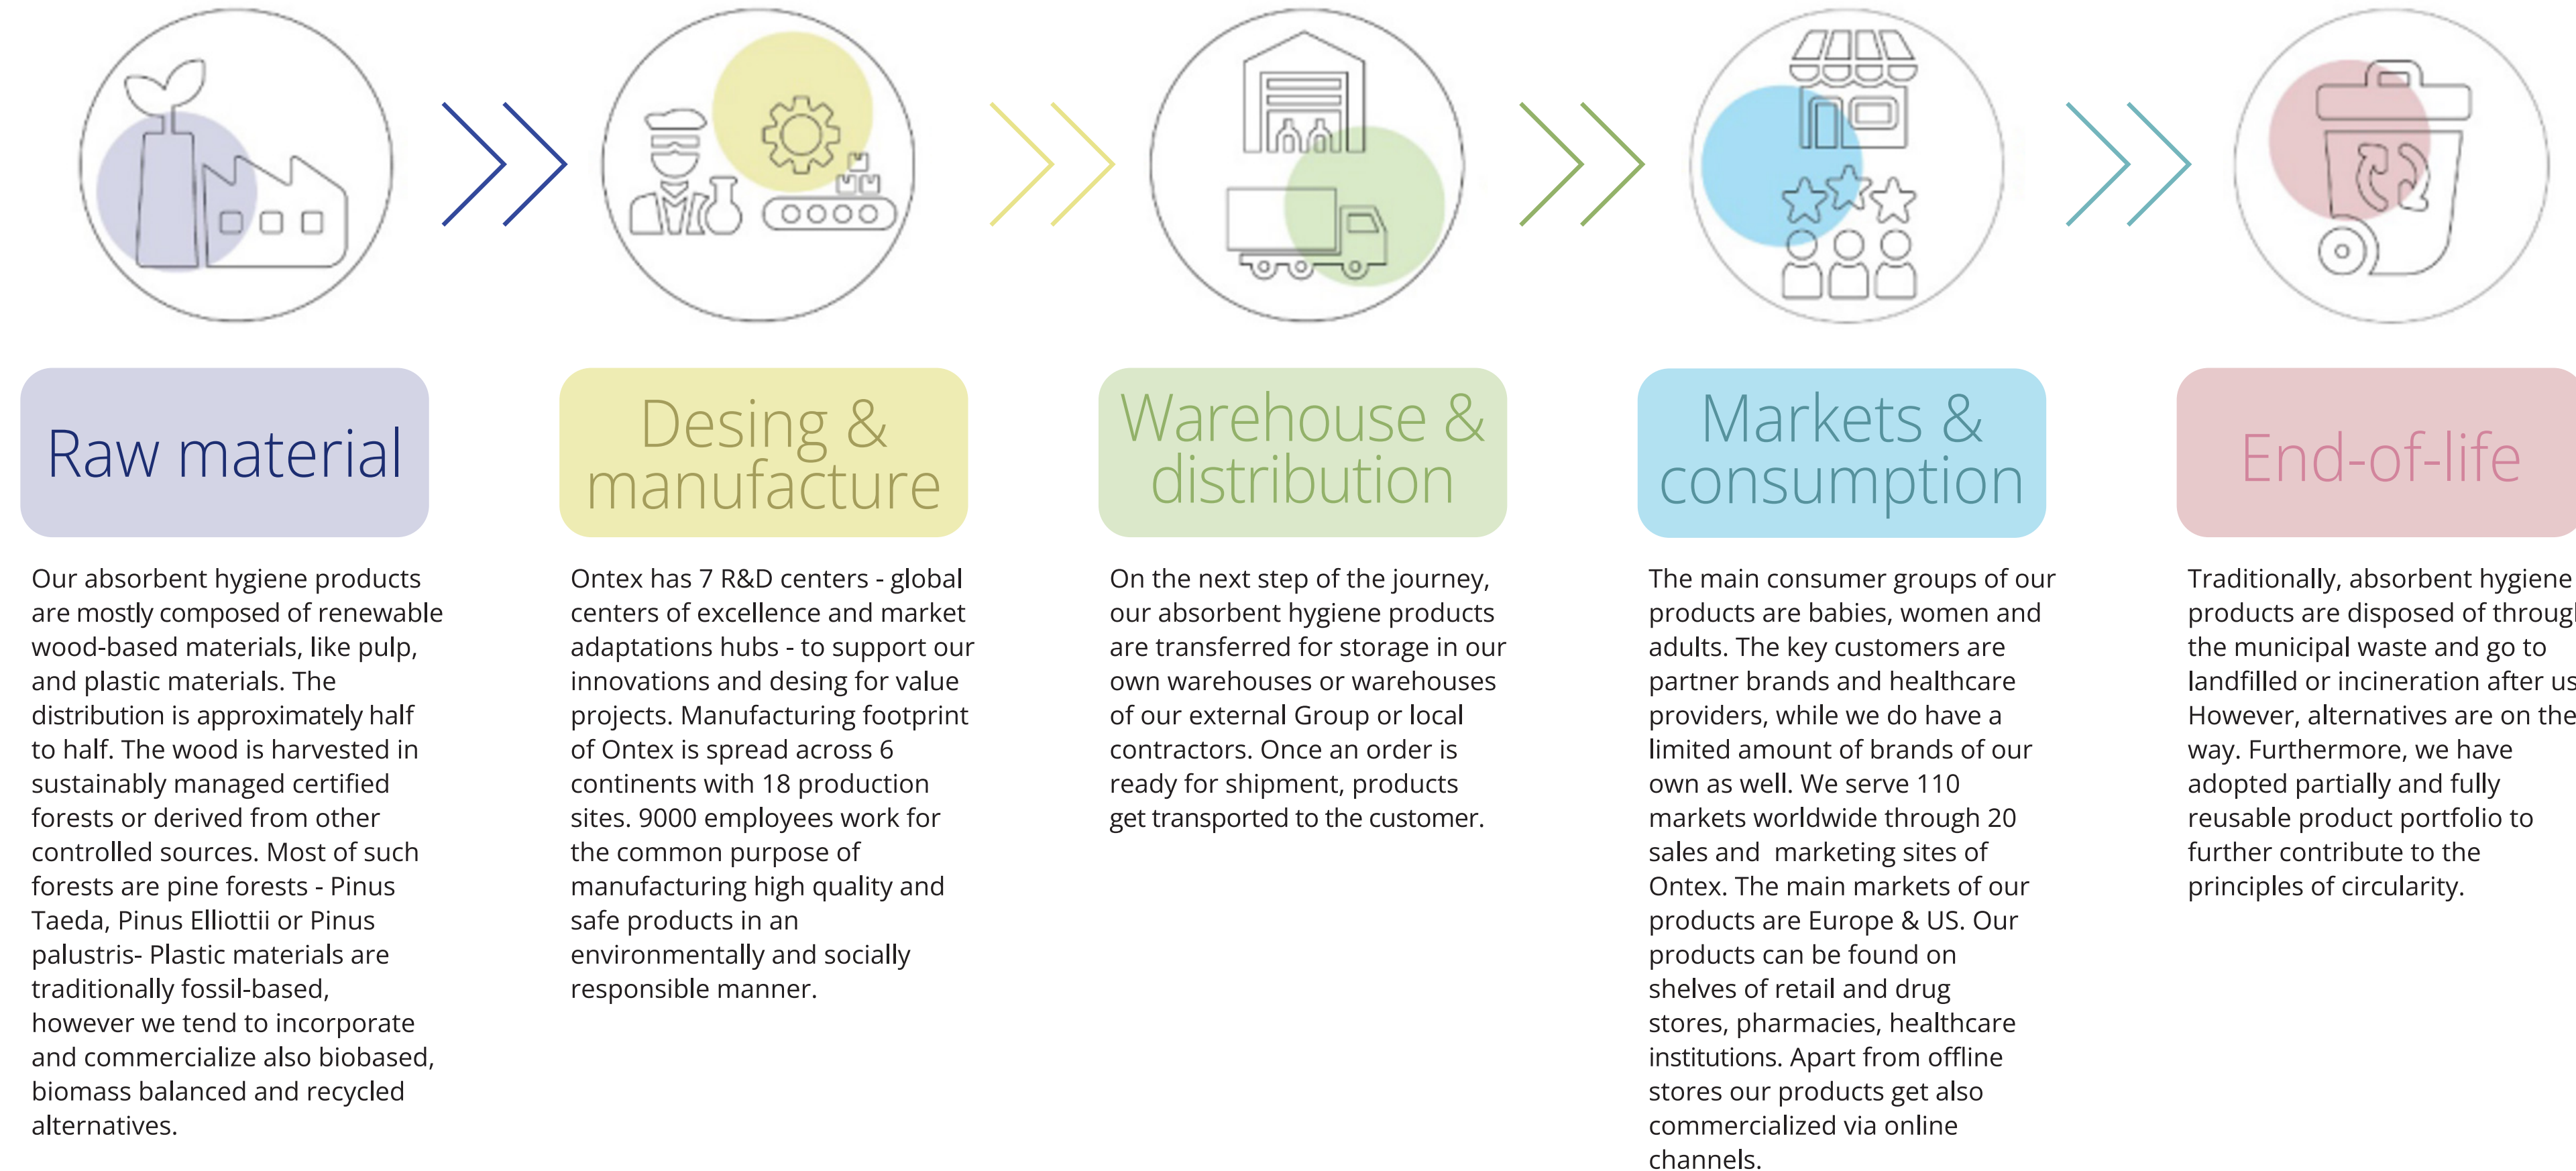 Raw material
Our absorbent hygiene products
are mostly composed of renewable
wood-based materials, like pulp,
and plastic materials. The
distribution is approximately half
to half. The wood is harvested in
sustainably managed certified
forests or derived from other
controlled sources. Most of such
forests are pine forests - Pinus
Taeda, Pinus Elliottii or Pinus
palustris- Plastic materials are
traditionally fossil-based,
however we tend to incorporate
and commercialize also biobased,
biomass balanced and recycled
alternatives.
Desing &
manufacture
Ontex has 7 R&D centers - global
centers of excellence and market
adaptations hubs - to support our
innovations and desing for value
projects. Manufacturing footprint
of Ontex is spread across 6
continents with 18 production
sites. 9000 employees work for
the common purpose of
manufacturing high quality and
safe products in an
environmentally and socially
responsible manner.
Warehouse &
distribution
On the next step of the journey,
our absorbent hygiene products
are transferred for storage in our
own warehouses or warehouses
of our external Group or local
contractors. Once an order is
ready for shipment, products
get transported to the customer.
Markets &
consumption
The main consumer groups of our
products are babies, women and
adults. The key customers are
partner brands and healthcare
providers, while we do have a
limited amount of brands of our
own as well. We serve 110
markets worldwide through 20
sales and  marketing sites of
Ontex. The main markets of our
products are Europe & US. Our
products can be found on
shelves of retail and drug
stores, pharmacies, healthcare
institutions. Apart from offline
stores our products get also
commercialized via online
channels.
End-of-life
Traditionally, absorbent hygiene
products are disposed of
the municipal waste and go to
landfilled or incineration after
However, alternatives are on the
way. Furthermore, we have
adopted partially and fully
reusable product portfolio to
further contribute to the
principles of circularity.